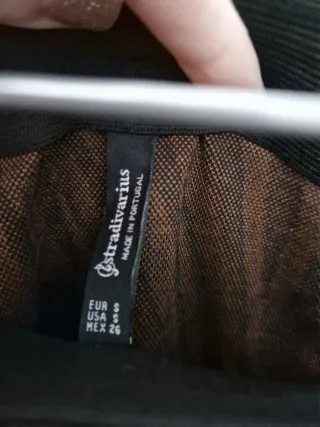 stradivarius
MADE IN PORTUGAL
EUR S
USA S
MEX 26